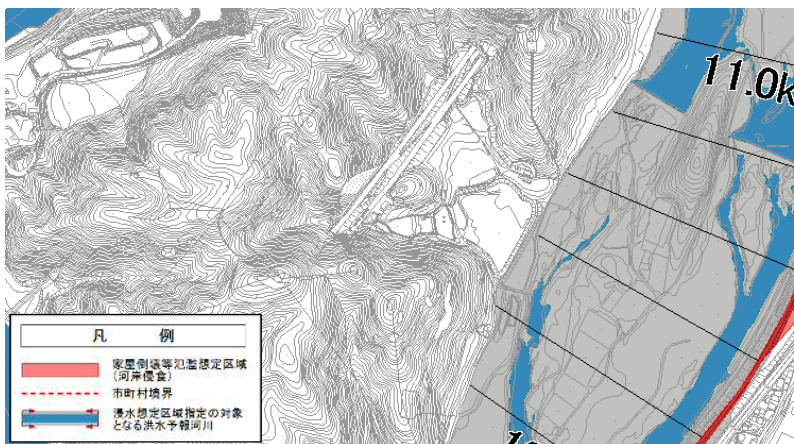 11.0k
凡 例
家屋倒壊等氾濫想定区域
(河岸侵食)
市町村境界
浸水想定区域指定の対象
となる洪水予報河川